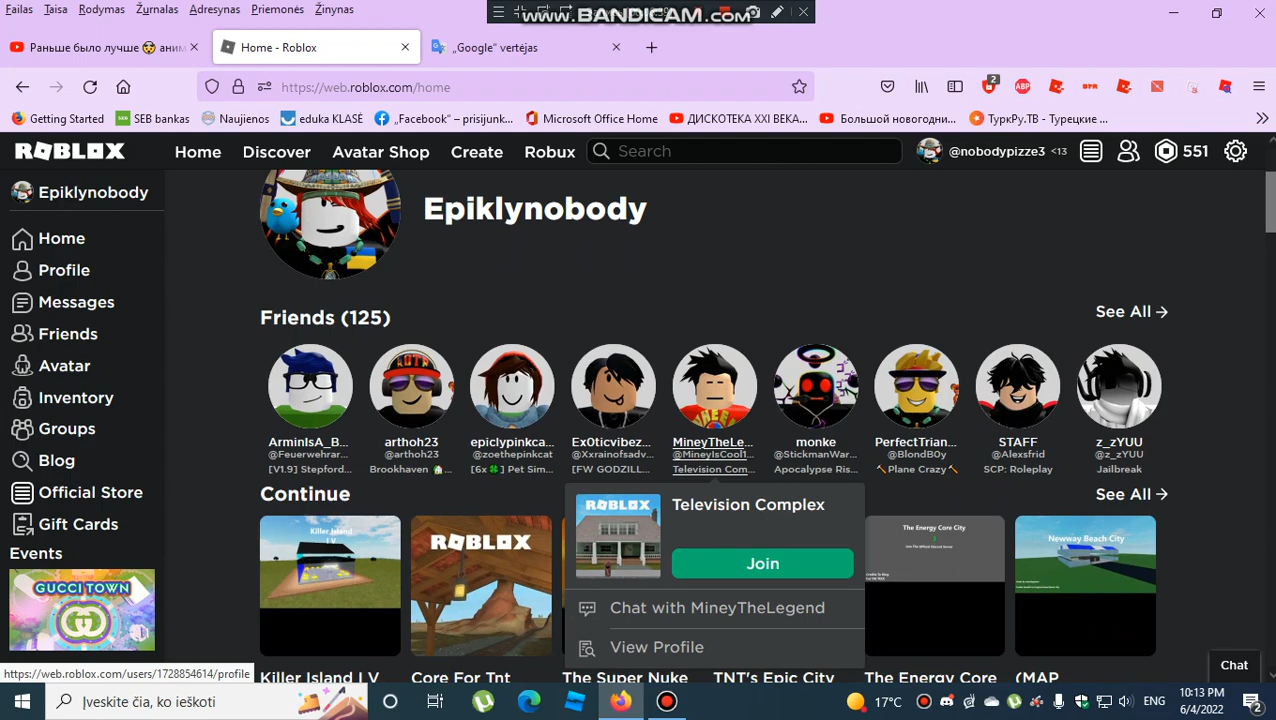 Failas Taisa Rodymas Žurnalas Adresynas Priemonės Žinynas
www.BANDICAM.com
Раньше было лучше 🤯 аним
Home - Roblox
„Google" vertėjas
https://web.roblox.com/home
2
ABP
Getting Started SEB bankas Naujienos eduka KLASĖ „Facebook" – prisijunk... Microsoft Office Home ДИСКОТЕКА XXI ВЕКА... Большой новогодни... ТуркРу.ТВ - Турецкие ...
ROBLOX Home Discover Avatar Shop Create Robux Search @nobodypizze3 <13 551
Epiklynobody
Home
Profile
Messages
Friends
Avatar
Inventory
Groups
Blog
Official Store
Gift Cards
Events
GUCCI TOWN
Epiklynobody
Friends (125) See All →
ArminIsA_B... arthoh23 epiclypinkca... Ex0ticvibez... MineyTheLe... monke PerfectTrian... STAFF z_zYUU
@Feuerwehrar... @arthoh23 @zoethepinkcat @Xxrainofsadv... @MineyIsCool1... @StickmanWar... @BlondB0y @Alexsfrid @z_zYUU
[V1.9] Stepford... Brookhaven 🏠... [6x 🍀] Pet Sim... [FW GODZILL... Television Com... Apocalypse Ris... 🔨Plane Crazy🔨 SCP: Roleplay Jailbreak
Continue See All →
Killer Island
I V
ROBLOX
ROBLOX
Television Complex
Join
Chat with MineyTheLegend
View Profile
The Energy Core City
Newway Beach City
Killer Island I V Core For Tnt The Super Nuke TNT's Epic City The Energy Core (MAP
https://web.roblox.com/users/1728854614/profile
Chat
Įveskite čia, ko ieškoti
17°C
ENG
10:13 PM
6/4/2022
2